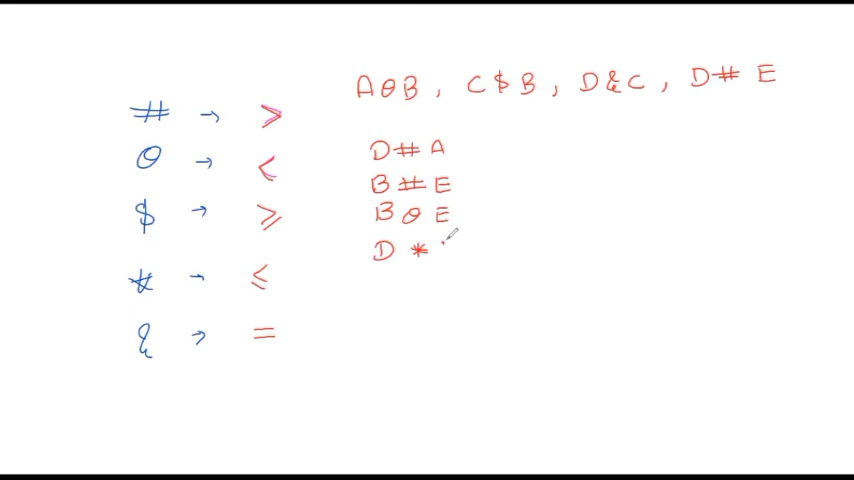 AθB , C $ B , D & C , D # E
# → >
θ → <
$ → ≥
* → ≤
& → =
D # A
B # E
B θ E
D *